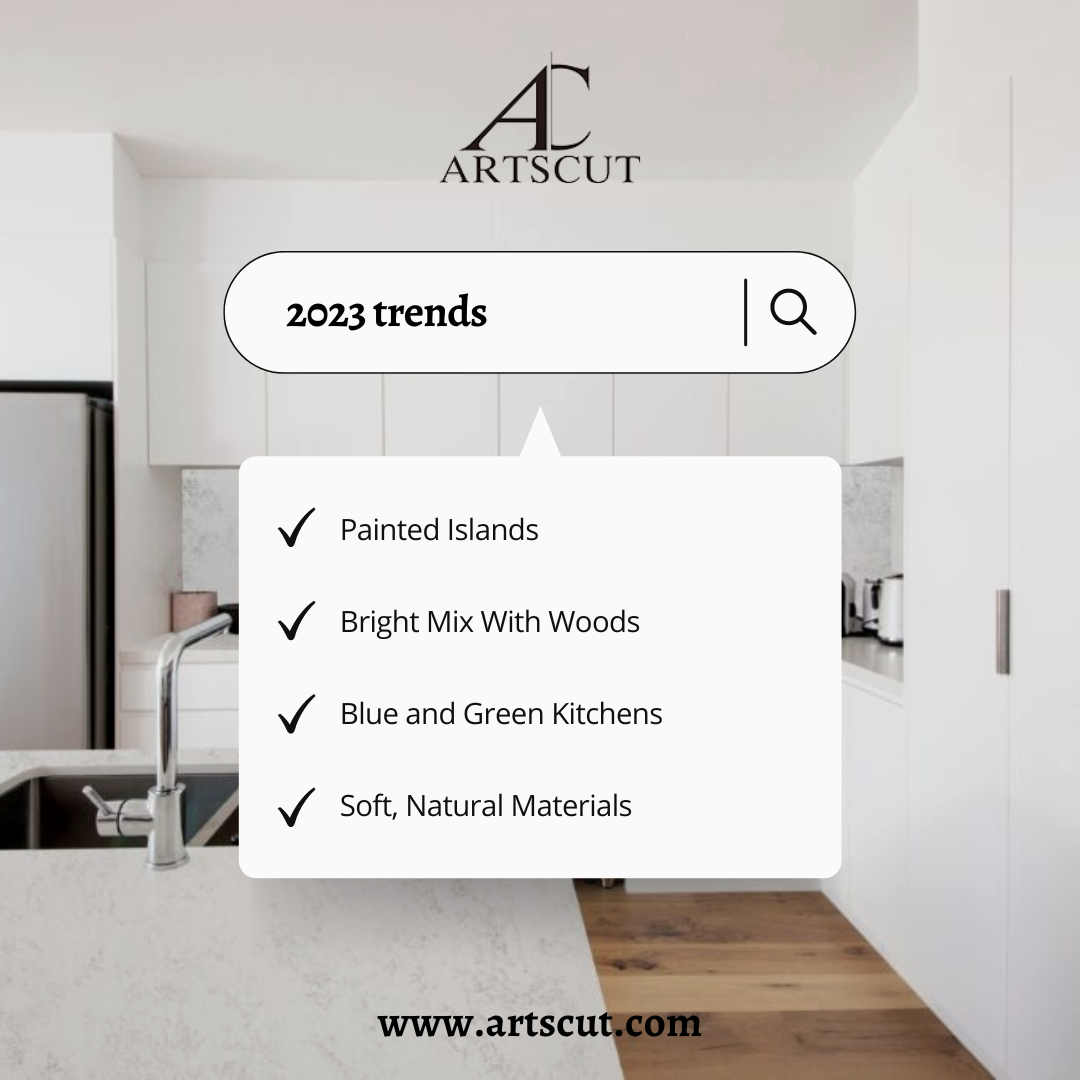 AC
ARTSCUT
2023 trends
Painted Islands
Bright Mix With Woods
Blue and Green Kitchens
Soft, Natural Materials
www.artscut.com